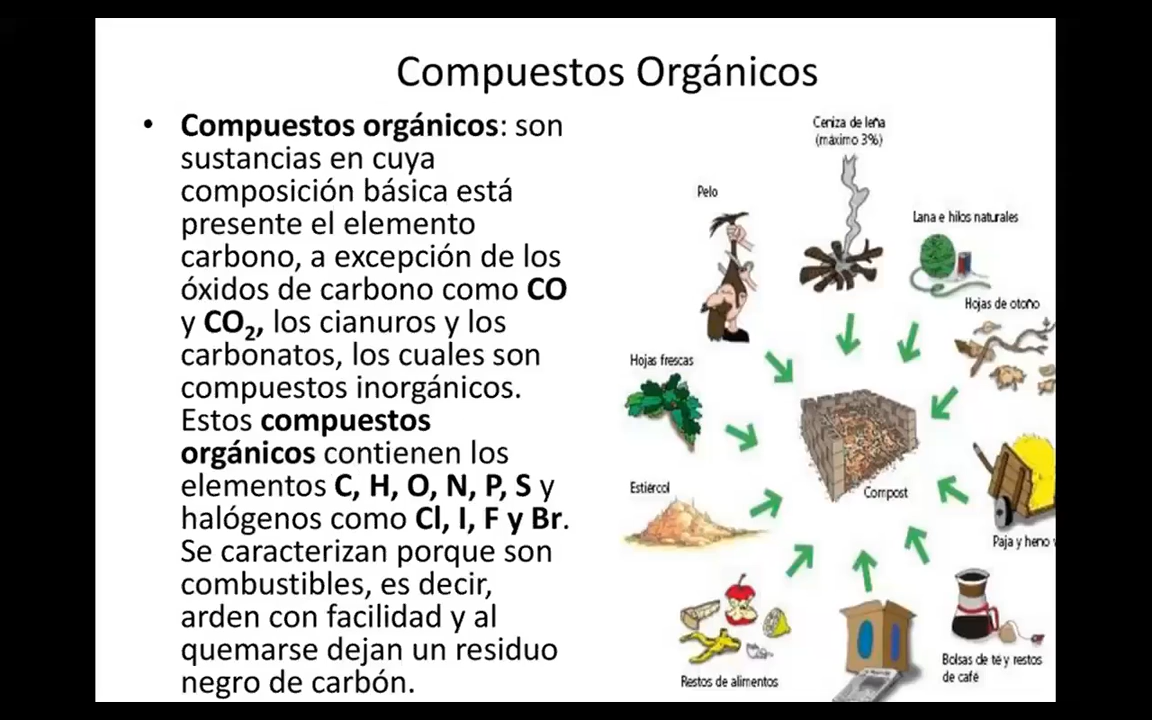 Compuestos Orgánicos
• Compuestos orgánicos: son
sustancias en cuya
composición básica está
presente el elemento
carbono, a excepción de los
óxidos de carbono como CO
y CO₂, los cianuros y los
carbonatos, los cuales son
compuestos inorgánicos.
Estos compuestos
orgánicos contienen los
elementos C, H, O, N, P, S y
halógenos como Cl, I, F y Br.
Se caracterizan porque son
combustibles, es decir,
arden con facilidad y al
quemarse dejan un residuo
negro de carbón.
Ceniza de leña
(máximo 3%)
Pelo
Lana e hilos naturales
Hojas de otoño
Hojas frescas
Compost
Estiércol
Paja y heno
Restos de alimentos
Bolsas de té y restos
de café